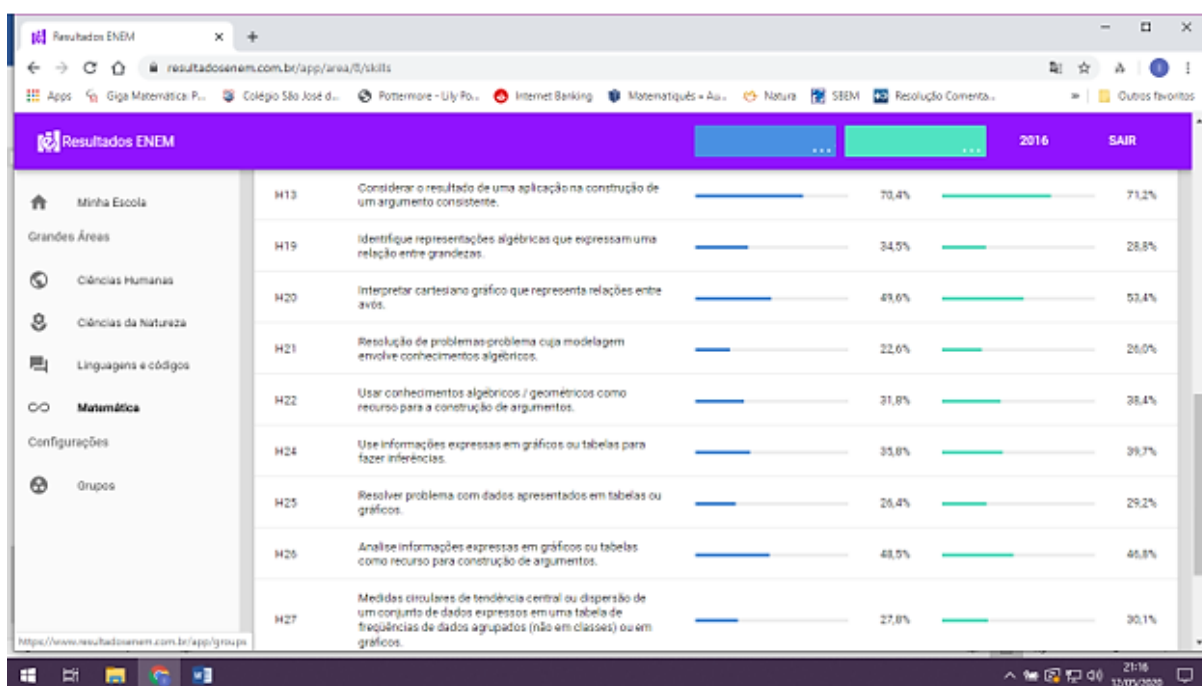 Resultados ENEM
resultadosenem.com.br/app/area/
/skills
Apps
Giga Matemática: P...
Colégio São José d...
Pottermore - Lily Po...
Internet Banking
Matematiquês = Au...
Natura
SBEM
Resolução Comenta...
Outros favoritos
Resultados ENEM
...
...
2016
SAIR
Minha Escola
Grandes Áreas
Ciências Humanas
Ciências da Natureza
Linguagens e códigos
Matemática
Configurações
Grupos
H13
Considerar o resultado de uma aplicação na construção de
um argumento consistente.
70,4%
71,2%
H19
Identifique representações algébricas que expressam uma
relação entre grandezas.
34,5%
28,8%
H20
Interpretar cartesiano gráfico que representa relações entre
avós.
49,6%
53,4%
H21
Resolução de problemas-problema cuja modelagem
envolve conhecimentos algébricos.
22,6%
26,0%
H22
Usar conhecimentos algébricos / geométricos como
recurso para a construção de argumentos.
31,8%
38,4%
H24
Use informações expressas em gráficos ou tabelas para
fazer inferências.
35,8%
39,7%
H25
Resolver problema com dados apresentados em tabelas ou
gráficos.
26,4%
29,2%
H26
Analise informações expressas em gráficos ou tabelas
como recurso para construção de argumentos.
48,5%
46,8%
H27
Medidas circulares de tendência central ou dispersão de
um conjunto de dados expressos em uma tabela de
freqüências de dados agrupados (não em classes) ou em
gráficos.
27,8%
30,1%
https://www.resultadosenem.com.br/app/groups
21:16
12/05/2020